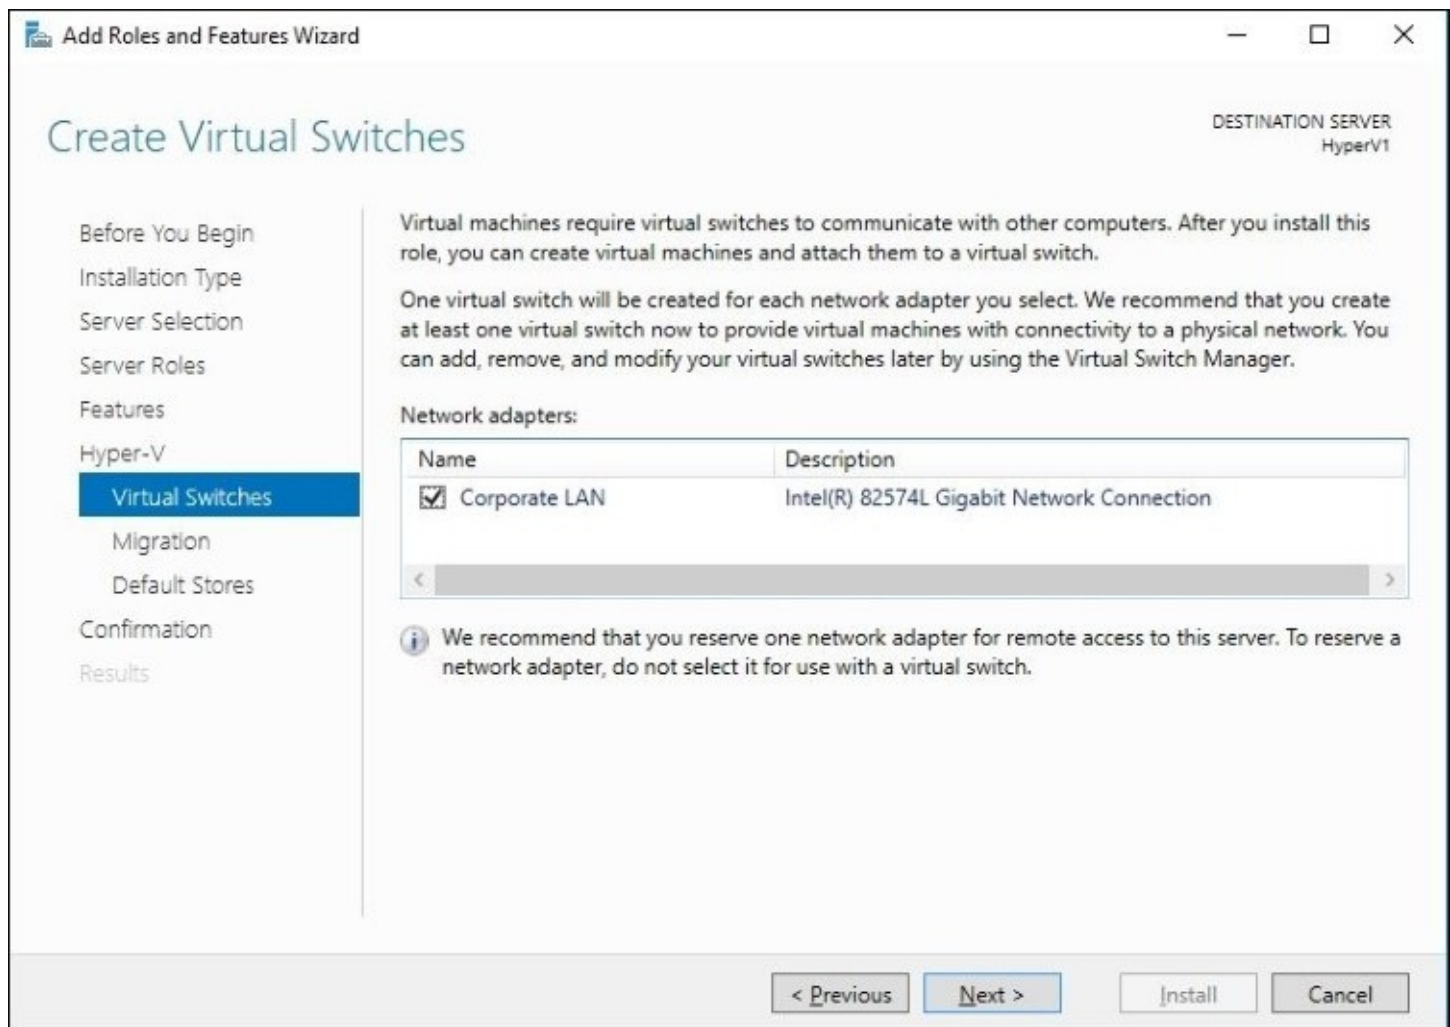 Add Roles and Features Wizard
Create Virtual Switches
DESTINATION SERVER
HyperV1
Before You Begin
Installation Type
Server Selection
Server Roles
Features
Hyper-V
Virtual Switches
Migration
Default Stores
Confirmation
Results
Virtual machines require virtual switches to communicate with other computers. After you install this
role, you can create virtual machines and attach them to a virtual switch.
One virtual switch will be created for each network adapter you select. We recommend that you create
at least one virtual switch now to provide virtual machines with connectivity to a physical network. You
can add, remove, and modify your virtual switches later by using the Virtual Switch Manager.
Network adapters:
Name Description
Corporate LAN Intel(R) 82574L Gigabit Network Connection
We recommend that you reserve one network adapter for remote access to this server. To reserve a
network adapter, do not select it for use with a virtual switch.
< Previous Next > Install Cancel